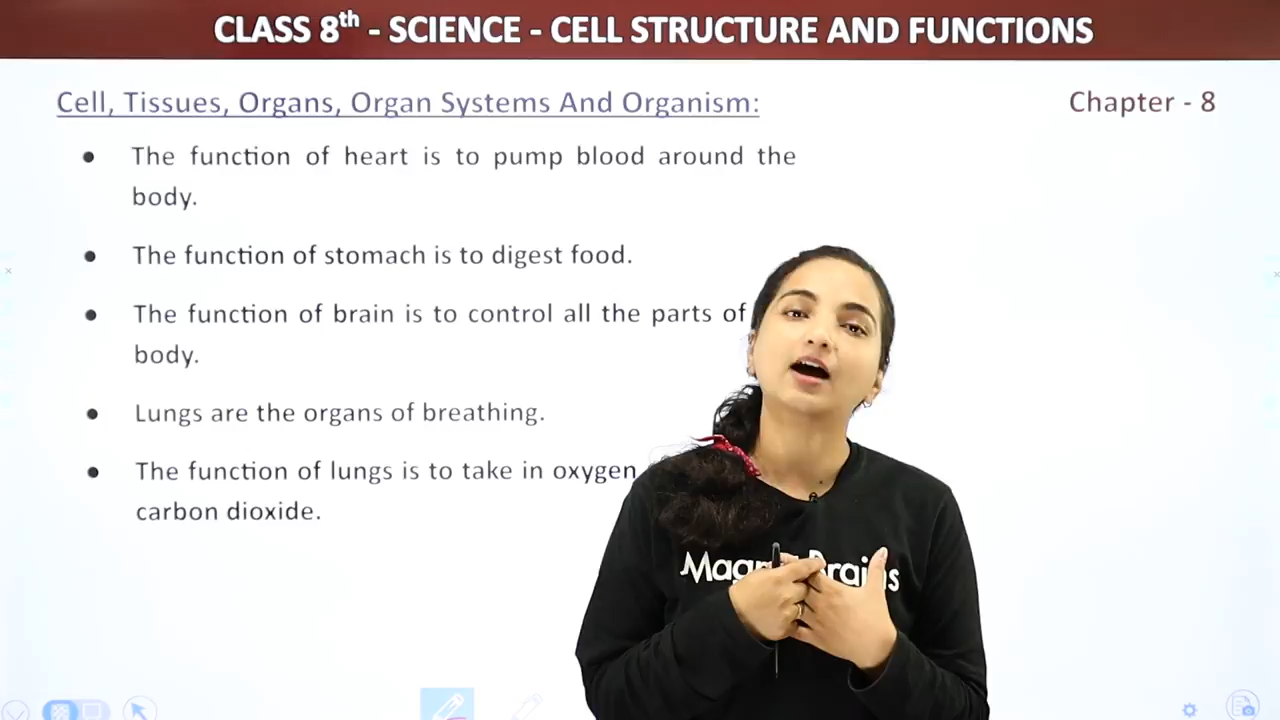 CLASS 8th - SCIENCE - CELL STRUCTURE AND FUNCTIONS
Cell, Tissues, Organs, Organ Systems And Organism:
Chapter - 8
• The function of heart is to pump blood around the
body.
• The function of stomach is to digest food.
• The function of brain is to control all the parts of
body.
• Lungs are the organs of breathing.
• The function of lungs is to take in oxygen
carbon dioxide.